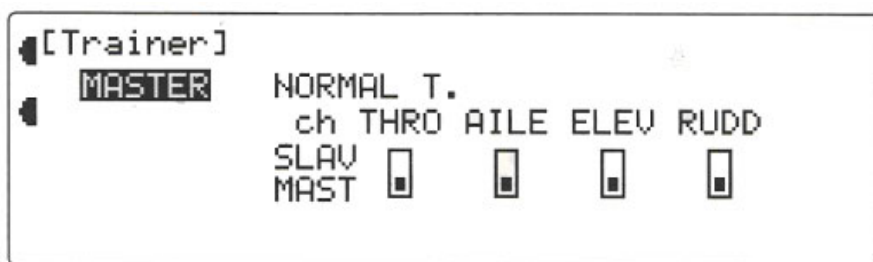 [Trainer]
MASTER NORMAL T.
ch THRO AILE ELEV RUDD
SLAV
MAST